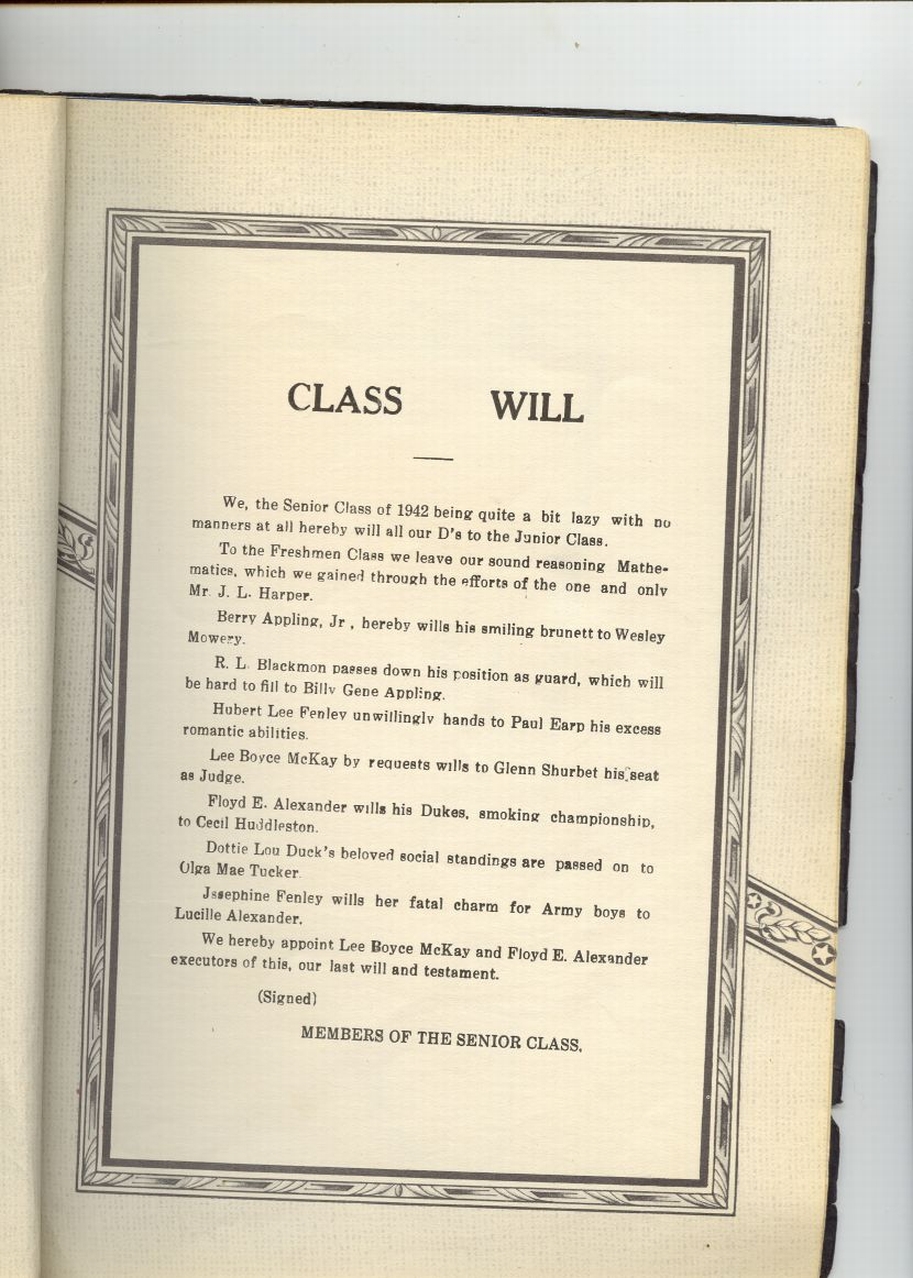 CLASS WILL
We, the Senior Class of 1942 being quite a bit lazy with no
manners at all hereby will all our D's to the Junior Class.
To the Freshmen Class we leave our sound reasoning Mathe-
matics, which we gained through the efforts of the one and only
Mr. J. L. Harper.
Berry Appling, Jr, hereby wills his smiling brunett to Wesley
Mowery.
R. L. Blackmon passes down his position as guard, which will
be hard to fill to Billy Gene Appling.
Hubert Lee Fenley unwillingly hands to Paul Earp his excess
romantic abilities.
Lee Boyce McKay by requests wills to Glenn Shurbet his seat
as Judge.
Floyd E. Alexander wills his Dukes, smoking championship,
to Cecil Huddleston.
Dottie Lou Duck's beloved social standings are passed on to
Olga Mae Tucker.
Jssephine Fenley wills her fatal charm for Army boys to
Lucille Alexander.
We hereby appoint Lee Boyce McKay and Floyd E. Alexander
executors of this, our last will and testament.
(Signed)
MEMBERS OF THE SENIOR CLASS.